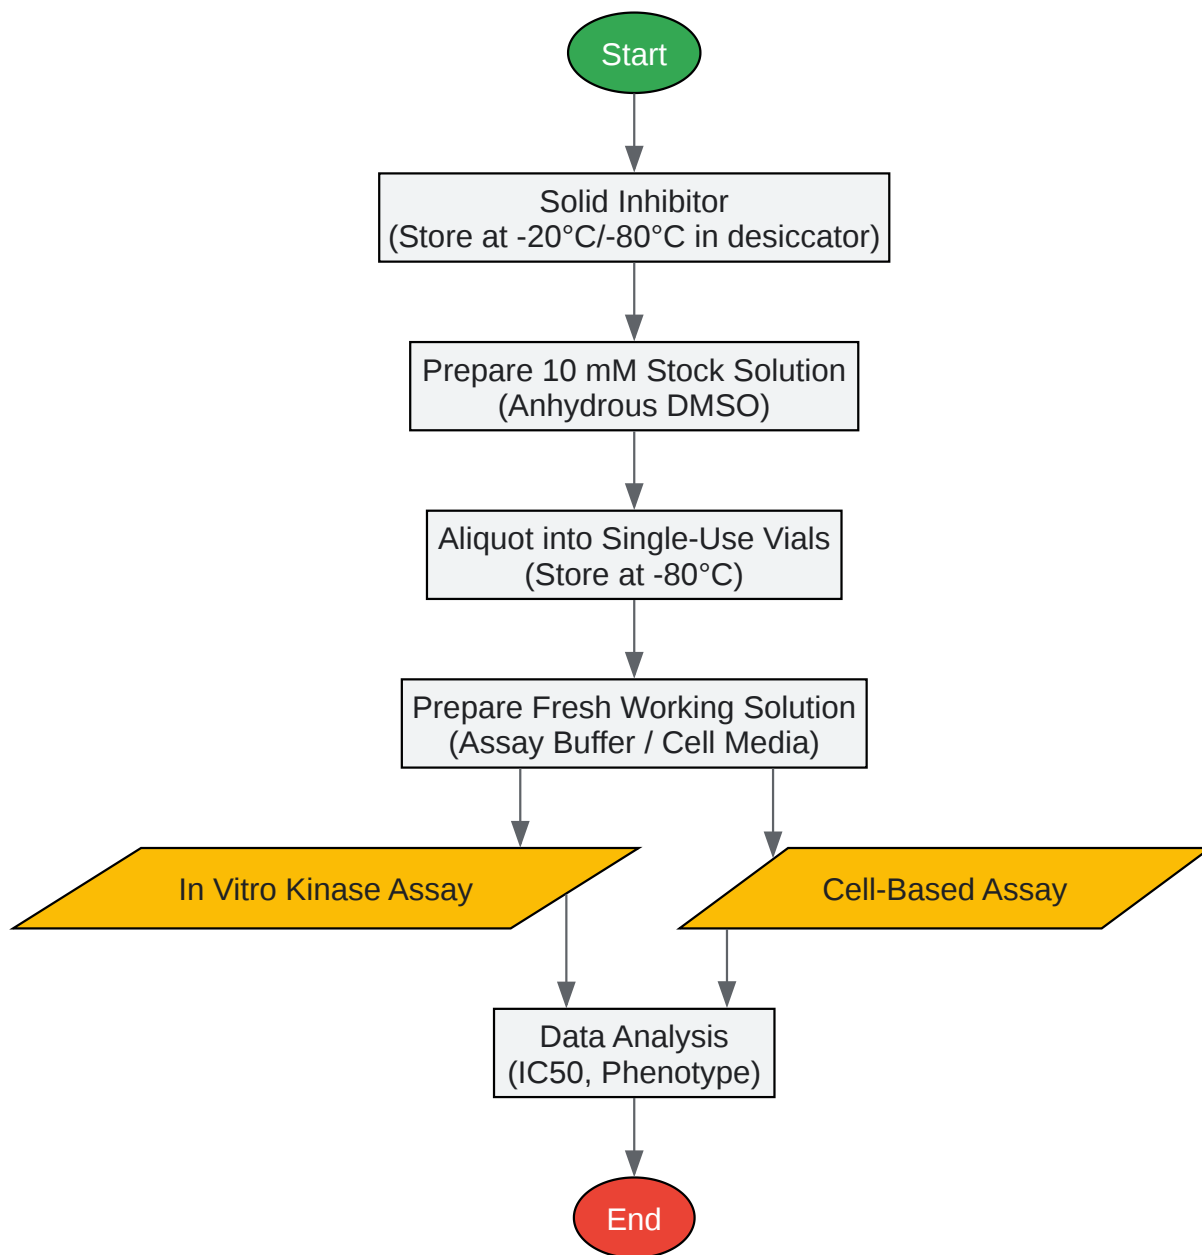 Start
Solid Inhibitor
(Store at -20°C/-80°C in desiccator)
Prepare 10 mM Stock Solution
(Anhydrous DMSO)
Aliquot into Single-Use Vials
(Store at -80°C)
Prepare Fresh Working Solution
(Assay Buffer / Cell Media)
In Vitro Kinase Assay
Cell-Based Assay
Data Analysis
(IC50, Phenotype)
End